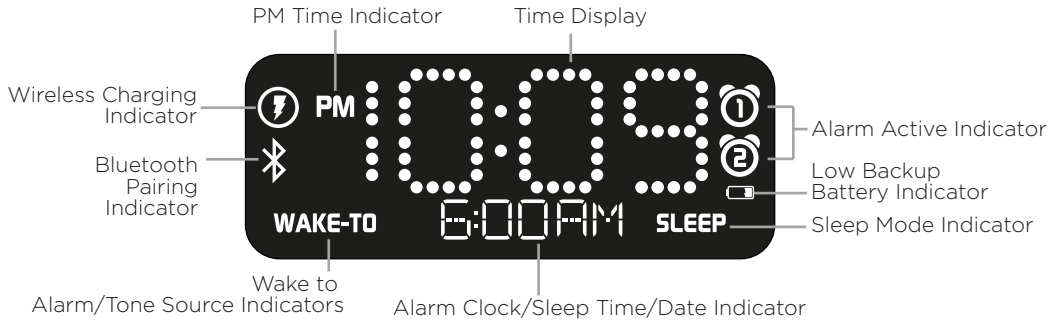 PM Time Indicator
Time Display
Wireless Charging
Indicator
PM
10:09
1
Alarm Active Indicator
2
Bluetooth
Pairing
Indicator
Low Backup
Battery Indicator
WAKE-TO
6:00AM
SLEEP
Sleep Mode Indicator
Wake to
Alarm/Tone Source Indicators
Alarm Clock/Sleep Time/Date Indicator